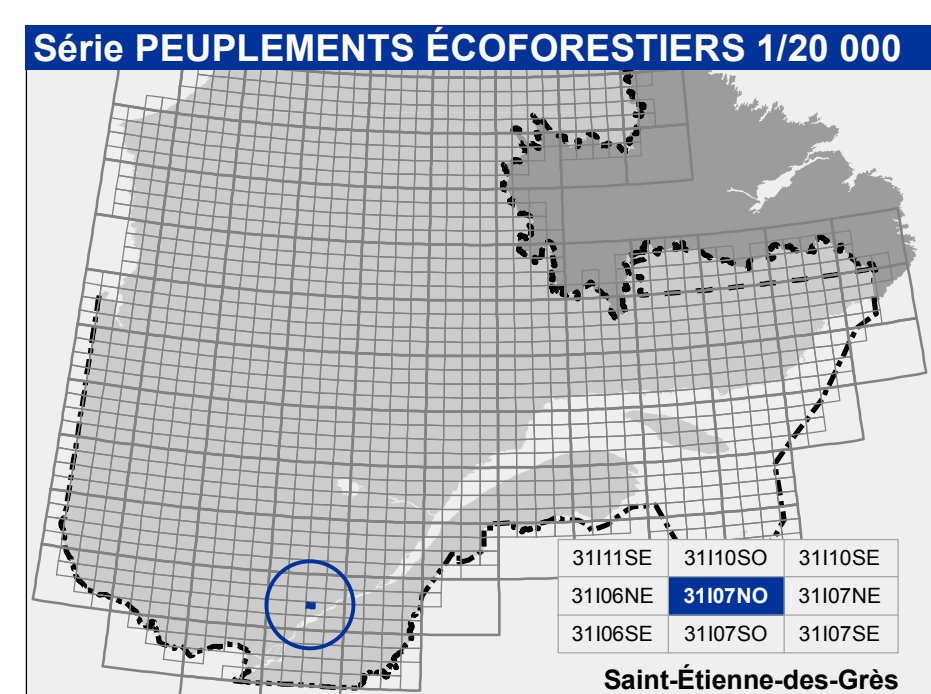 Série PEUPLEMENTS ÉCOFORESTIERS 1/20 000
31I11SE 31I10SO 31I10SE
31I06NE 31I07NO 31I07NE
31I06SE 31I07SO 31I07SE
Saint-Étienne-des-Grès